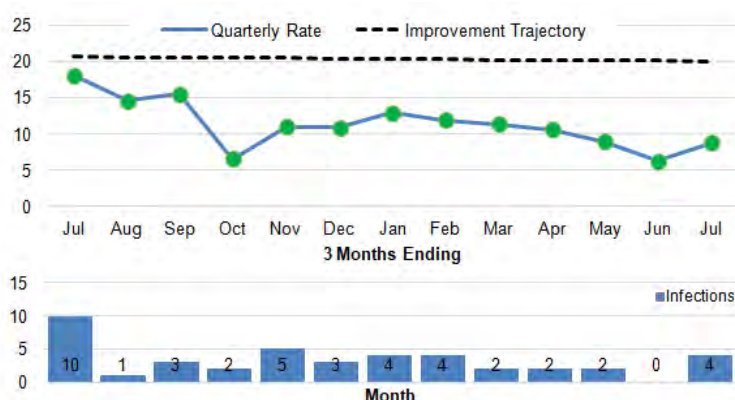 25
Quarterly Rate
Improvement Trajectory
20
15
10
5
0
Jul Aug Sep Oct Nov Dec Jan Feb Mar Apr May Jun Jul
3 Months Ending
15
Infections
10
5
10 1 3 2 5 3 4 4 2 2 2 0 4
0
Month